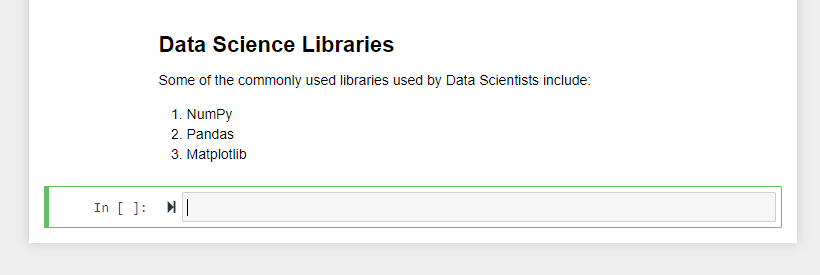 Data Science Libraries
Some of the commonly used libraries used by Data Scientists include:
1. NumPy
2. Pandas
3. Matplotlib
In [ ]: